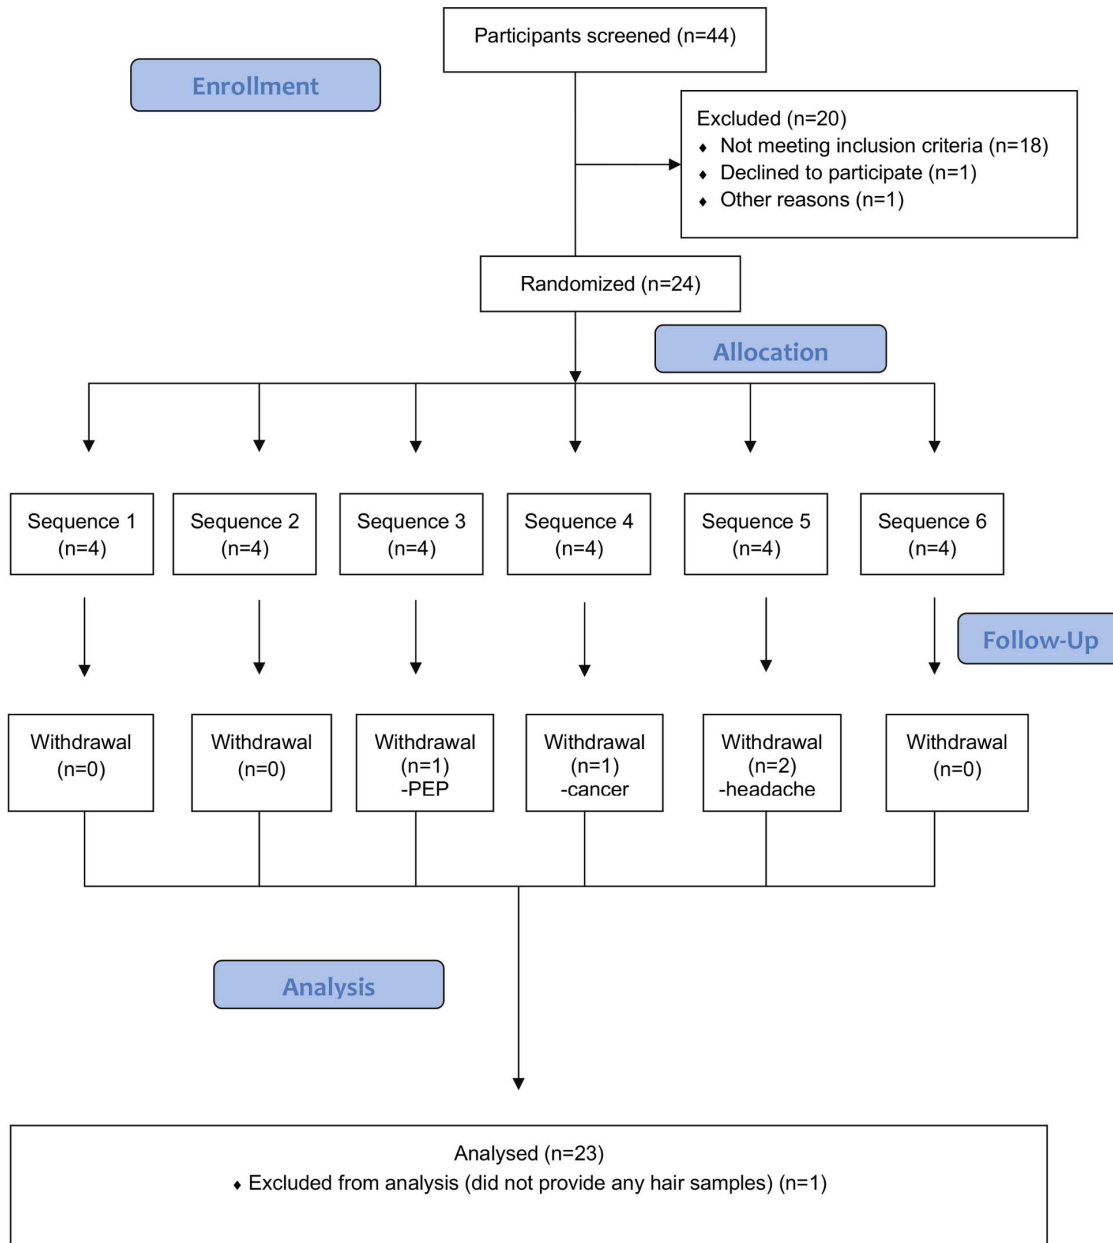 Participants screened (n=44)
Enrollment
Excluded (n=20)
♦ Not meeting inclusion criteria (n=18)
♦ Declined to participate (n=1)
♦ Other reasons (n=1)
Randomized (n=24)
Allocation
Sequence 1
(n=4)
Sequence 2
(n=4)
Sequence 3
(n=4)
Sequence 4
(n=4)
Sequence 5
(n=4)
Sequence 6
(n=4)
Follow-Up
Withdrawal
(n=0)
Withdrawal
(n=0)
Withdrawal
(n=1)
-PEP
Withdrawal
(n=1)
-cancer
Withdrawal
(n=2)
-headache
Withdrawal
(n=0)
Analysis
Analysed (n=23)
♦ Excluded from analysis (did not provide any hair samples) (n=1)